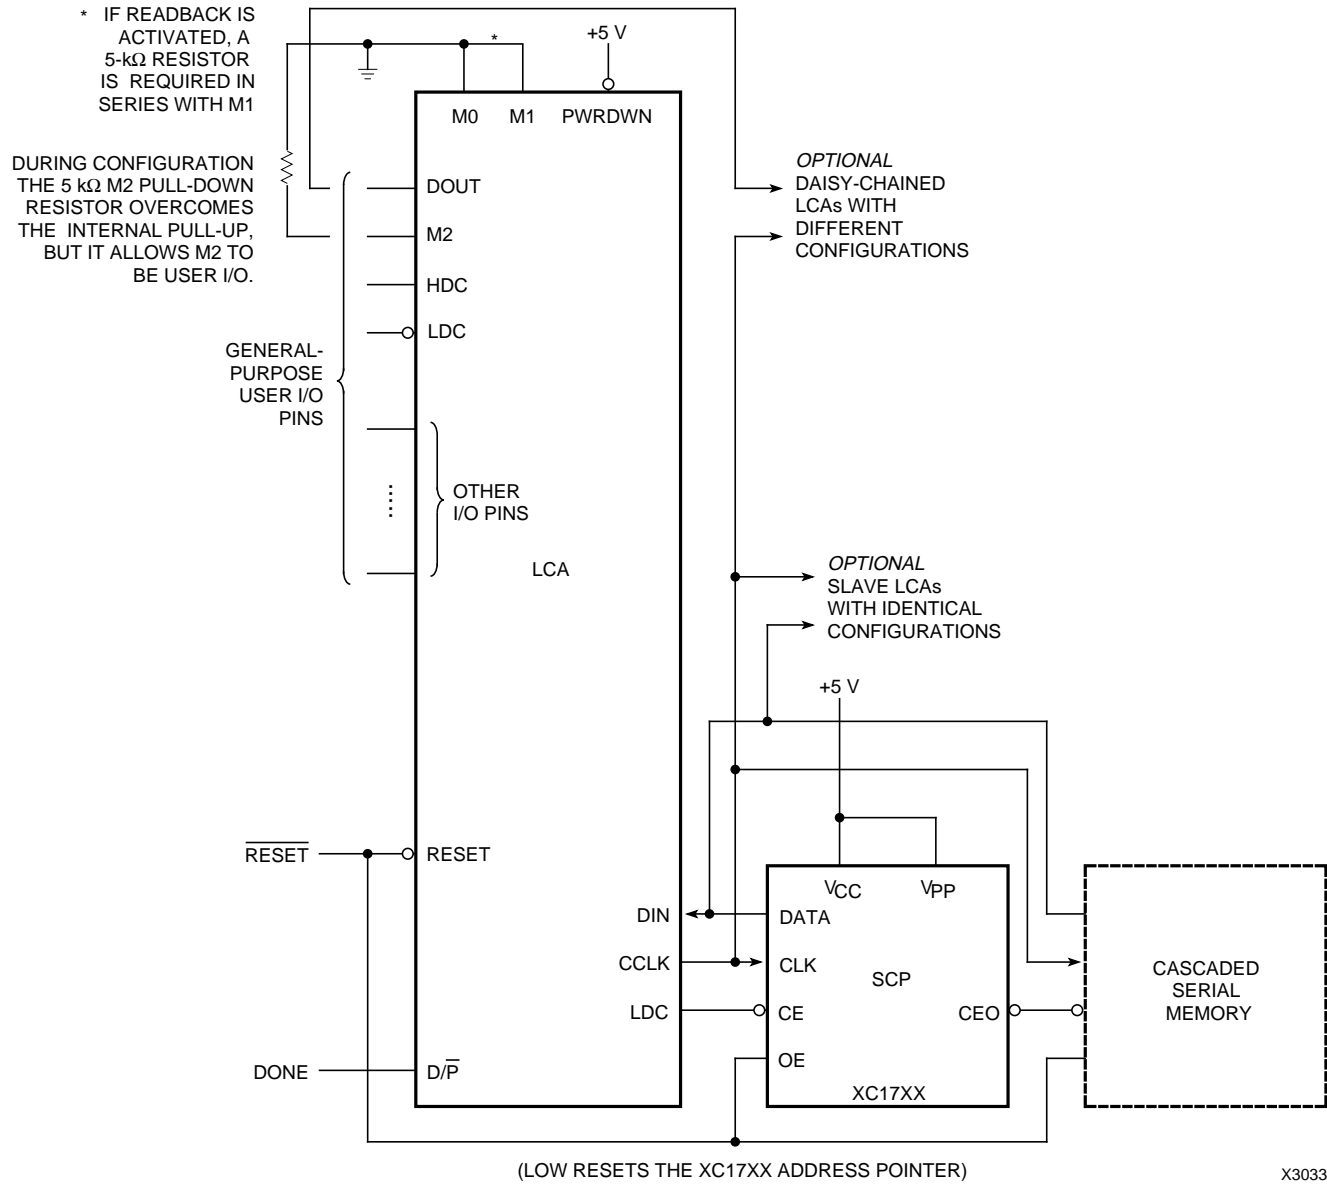 * IF READBACK IS
ACTIVATED, A
5-kΩ RESISTOR
IS REQUIRED IN
SERIES WITH M1
*
+5 V
M0
M1
PWRDWN
DURING CONFIGURATION
THE 5 kΩ M2 PULL-DOWN
RESISTOR OVERCOMES
THE INTERNAL PULL-UP,
BUT IT ALLOWS M2 TO
BE USER I/O.
DOUT
M2
HDC
LDC
OPTIONAL
DAISY-CHAINED
LCAs WITH
DIFFERENT
CONFIGURATIONS
GENERAL-
PURPOSE
USER I/O
PINS
OTHER
I/O PINS
LCA
OPTIONAL
SLAVE LCAs
WITH IDENTICAL
CONFIGURATIONS
+5 V
RESET
RESET
VCC
VPP
DIN
DATA
CCLK
CLK
SCP
LDC
CE
CEO
CASCADED
SERIAL
MEMORY
OE
DONE
D/P
XC17XX
(LOW RESETS THE XC17XX ADDRESS POINTER)
X3033